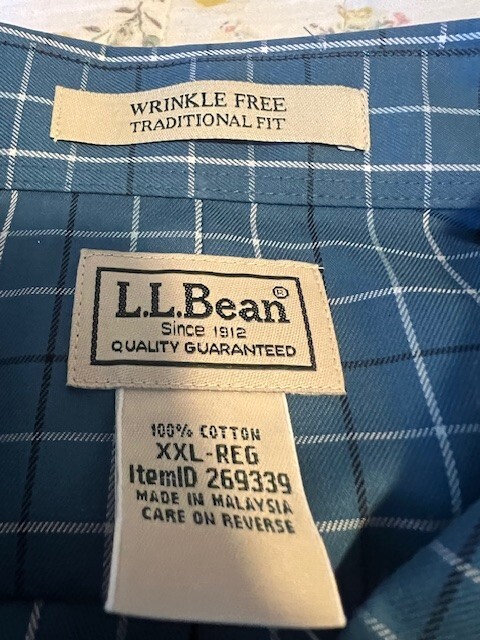 WRINKLE FREE
TRADITIONAL FIT
L.L.Bean®
Since 1912
QUALITY GUARANTEED
100% COTTON
XXL-REG
ItemID 269339
MADE IN MALAYSIA
CARE ON REVERSE